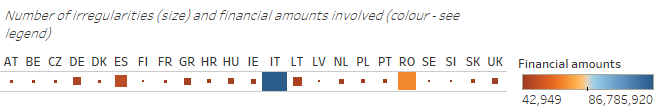 Number of irregularities (size) and financial amounts involved (colour - see
legend)
AT BE CZ DE DK ES FI FR GR HR HU IE IT LT LV NL PL PT RO SE SI SK UK
Financial amounts
42,949 86,785,920